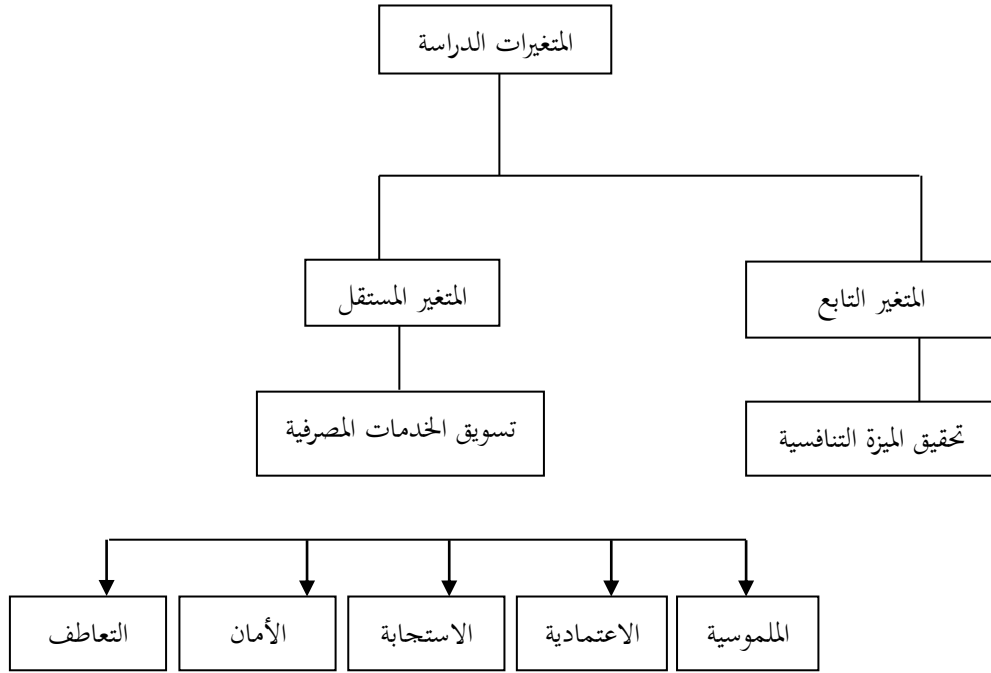 المتغيرات الدراسة
المتغير التابع
المتغير المستقل
تحقيق الميزة التنافسية
تسويق الخدمات المصرفية
الملموسية
الاعتمادية
الاستجابة
الأمان
التعاطف